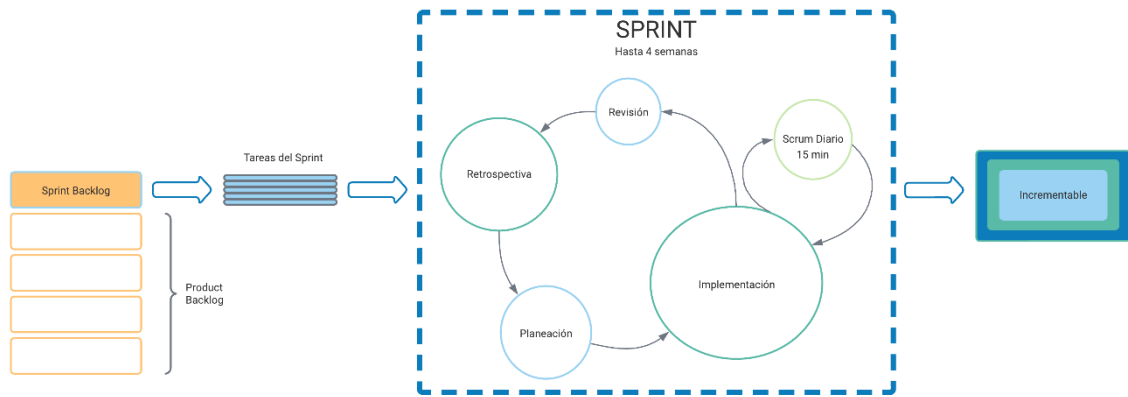 SPRINT
Hasta 4 semanas
Revisión
Scrum Diario
15 min
Tareas del Sprint
Retrospectiva
Sprint Backlog
Incrementable
Product
Backlog
Implementación
Planeación